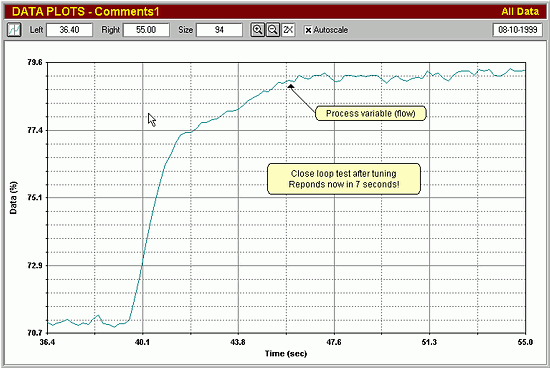 DATA PLOTS - Comments1
All Data
Left 36.40 Right 55.00 Size 94 2X Autoscale 08-10-1999
79.6
77.4
75.1
72.9
70.7
Data (%)
Process variable (flow)
Close loop test after tuning
Reponds now in 7 seconds!
36.4 40.1 43.8 47.6 51.3 55.0
Time (sec)